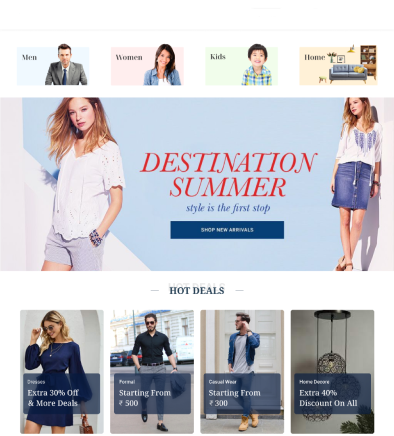 Men
Women
Kids
Home
DESTINATION
SUMMER
style is the first stop
SHOP NEW ARRIVALS
HOT DEALS
Dresses
Extra 30% Off
& More Deals
Formal
Starting From
₹ 500
Casual Wear
Starting From
₹ 300
Home Decore
Extra 40%
Discount On All